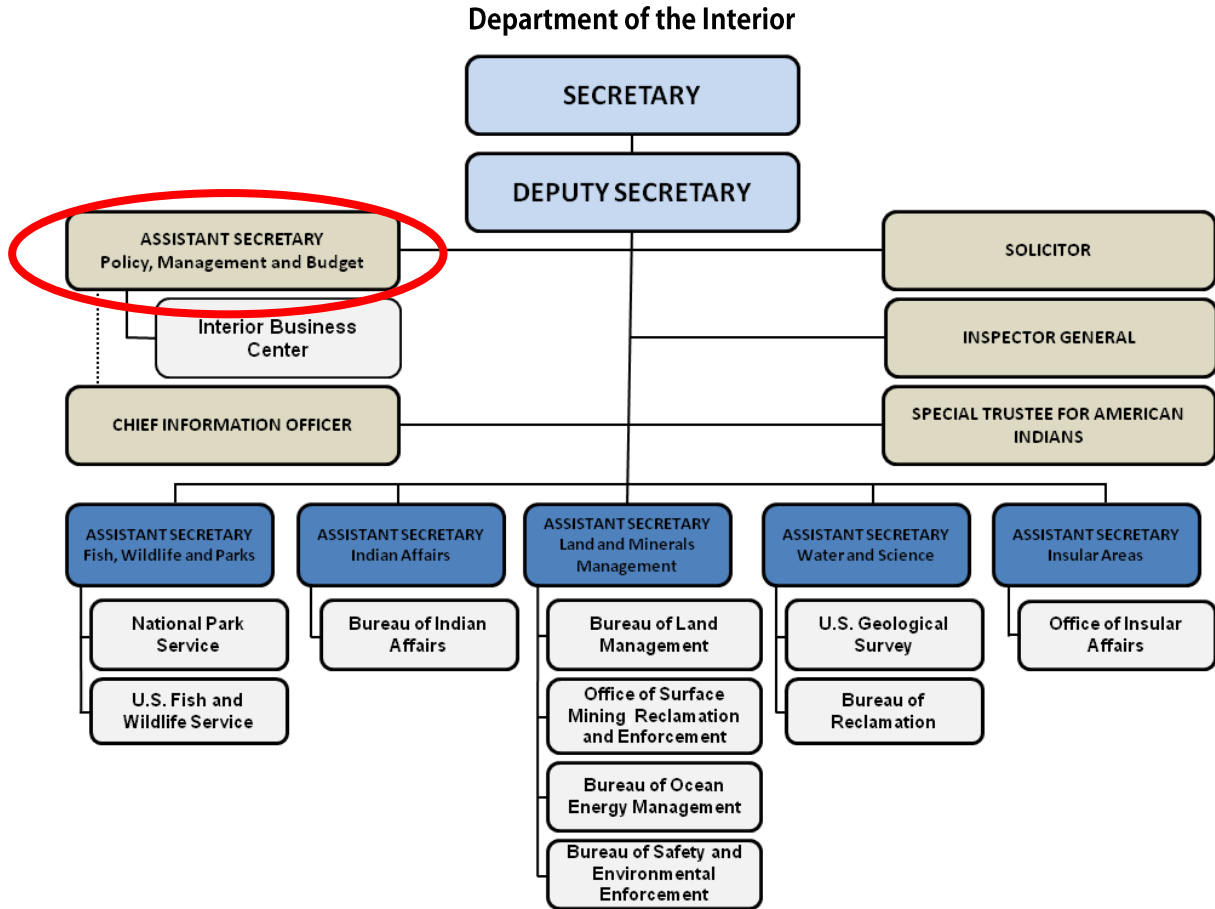 Department of the Interior
SECRETARY
DEPUTY SECRETARY
ASSISTANT SECRETARY
Policy, Management and Budget
SOLICITOR
Interior Business
Center
INSPECTOR GENERAL
CHIEF INFORMATION OFFICER
SPECIAL TRUSTEE FOR AMERICAN
INDIANS
ASSISTANT SECRETARY
Fish, Wildlife and Parks
National Park
Service
U.S. Fish and
Wildlife Service
ASSISTANT SECRETARY
Indian Affairs
Bureau of Indian
Affairs
ASSISTANT SECRETARY
Land and Minerals
Management
Bureau of Land
Management
Office of Surface
Mining Reclamation
and Enforcement
Bureau of Ocean
Energy Management
Bureau of Safety and
Environmental
Enforcement
ASSISTANT SECRETARY
Water and Science
U.S. Geological
Survey
Bureau of
Reclamation
ASSISTANT SECRETARY
Insular Areas
Office of Insular
Affairs